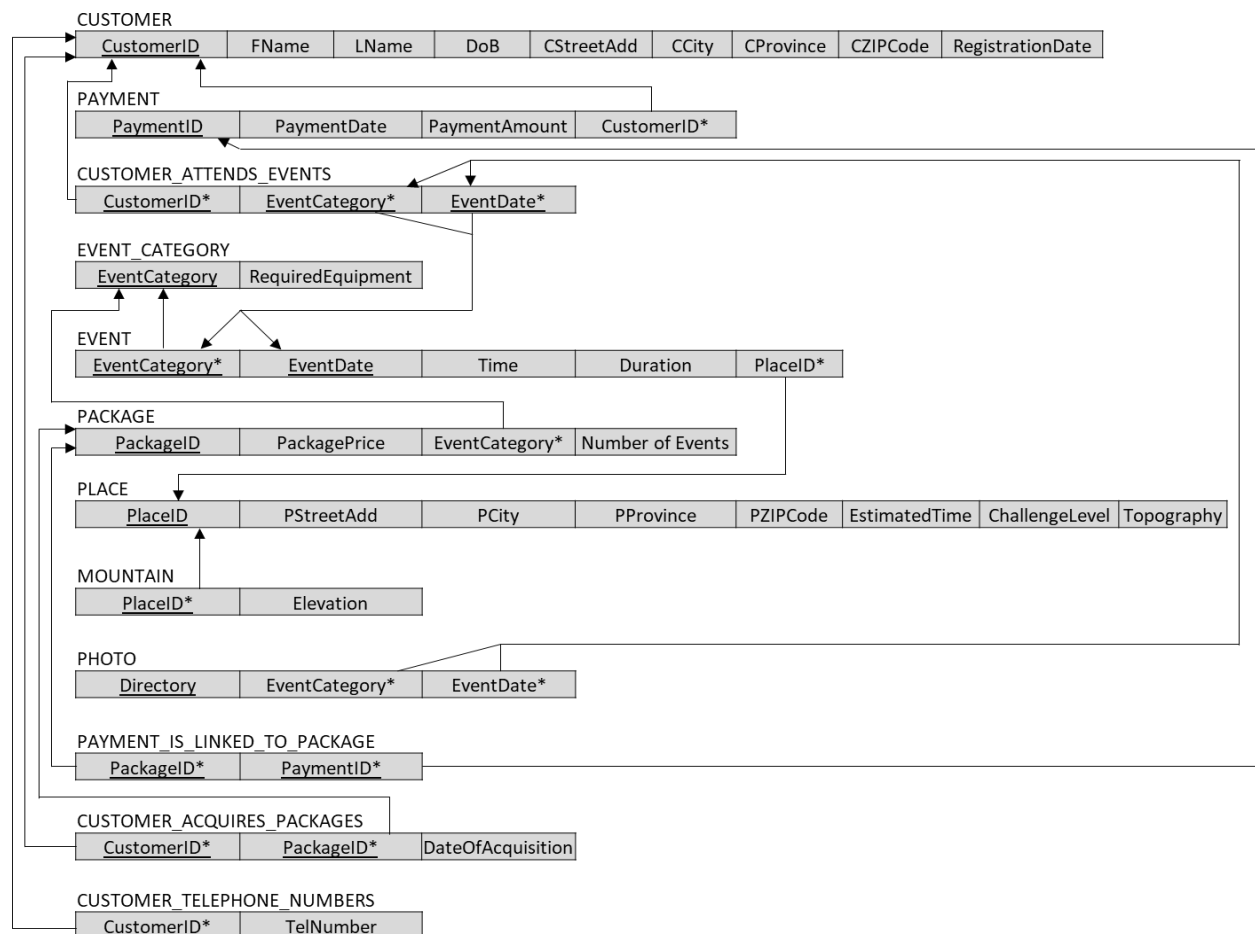 CUSTOMER
CustomerID FName LName DoB CStreetAdd CCity CProvince CZIPCode RegistrationDate
PAYMENT
PaymentID PaymentDate PaymentAmount CustomerID*
CUSTOMER_ATTENDS_EVENTS
CustomerID* EventCategory* EventDate*
EVENT_CATEGORY
EventCategory RequiredEquipment
EVENT
EventCategory* EventDate Time Duration PlaceID*
PACKAGE
PackageID PackagePrice EventCategory* Number of Events
PLACE
PlaceID PStreetAdd PCity PProvince PZIPCode EstimatedTime ChallengeLevel Topography
MOUNTAIN
PlaceID* Elevation
PHOTO
Directory EventCategory* EventDate*
PAYMENT_IS_LINKED_TO_PACKAGE
PackageID* PaymentID*
CUSTOMER_ACQUIRES_PACKAGES
CustomerID* PackageID* DateOfAcquisition
CUSTOMER_TELEPHONE_NUMBERS
CustomerID* TelNumber